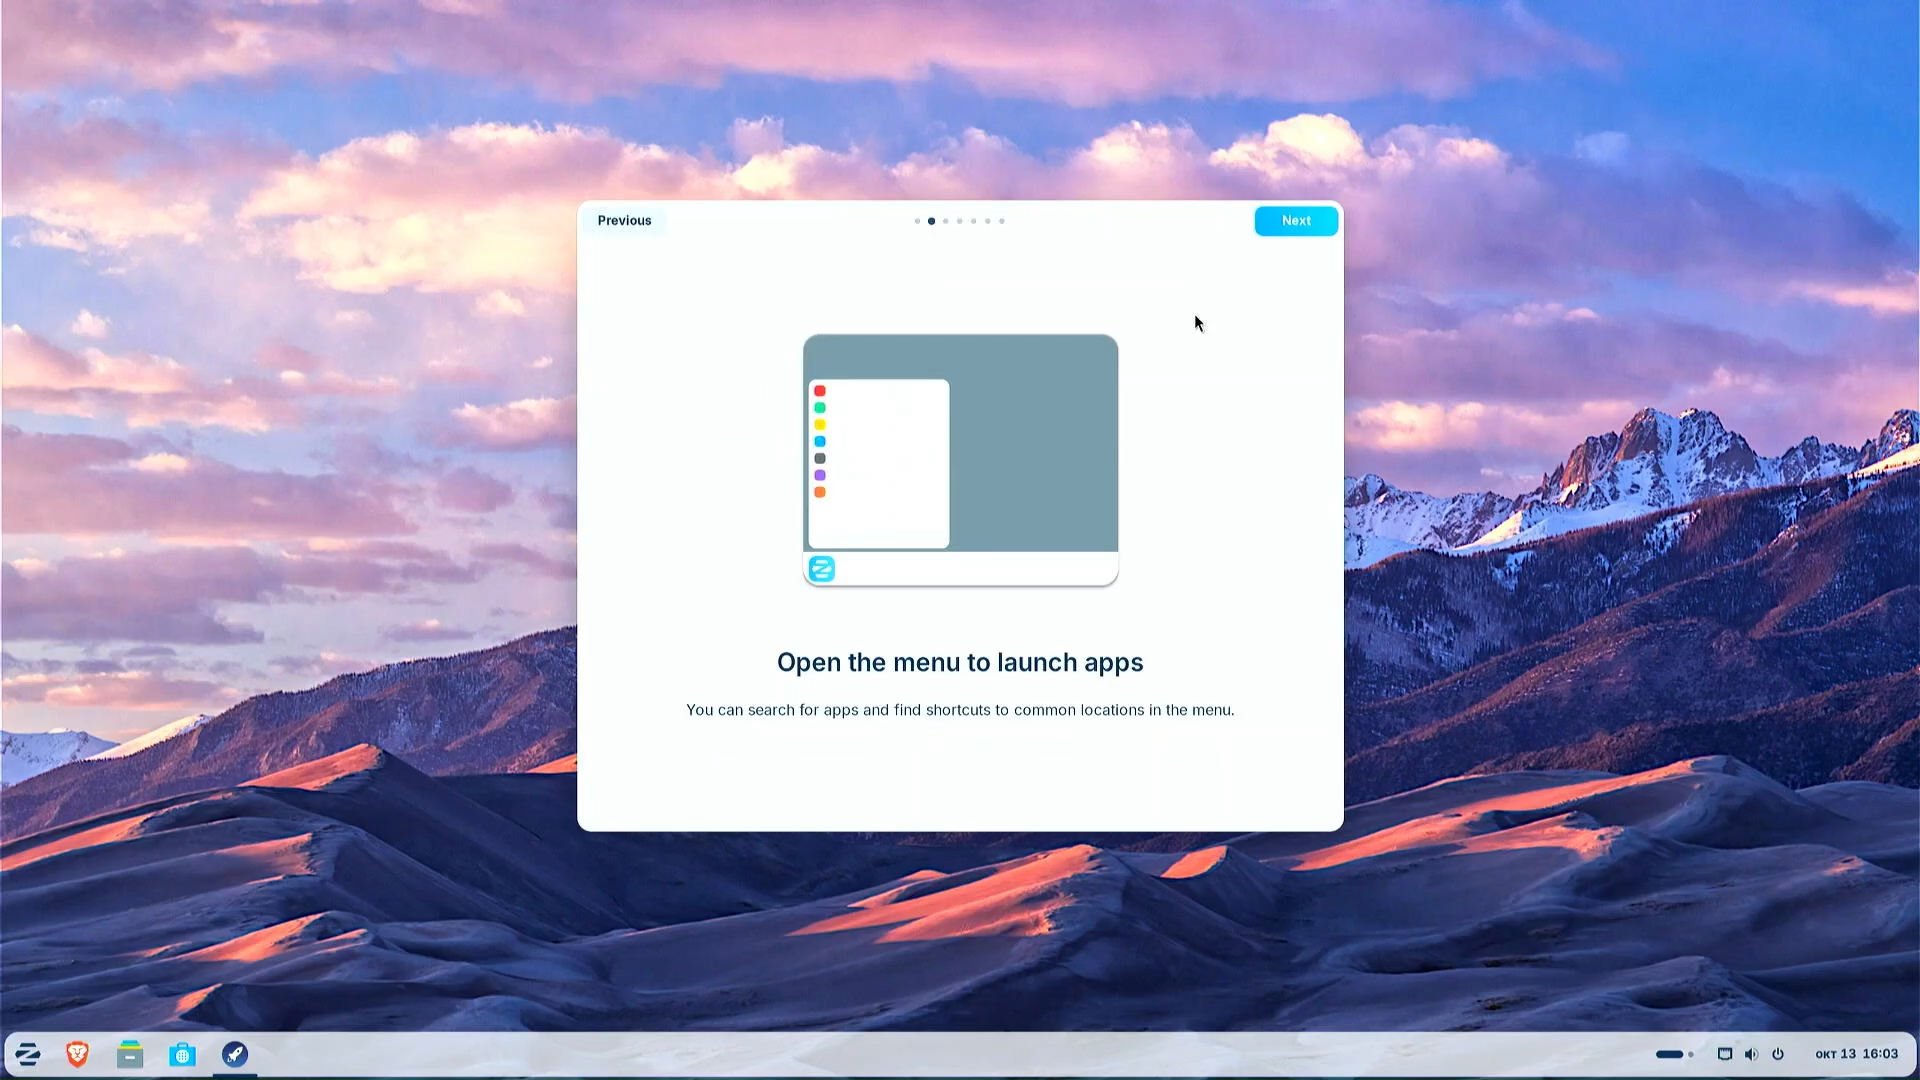 Previous
Next
Open the menu to launch apps
You can search for apps and find shortcuts to common locations in the menu.
окт 13 16:03